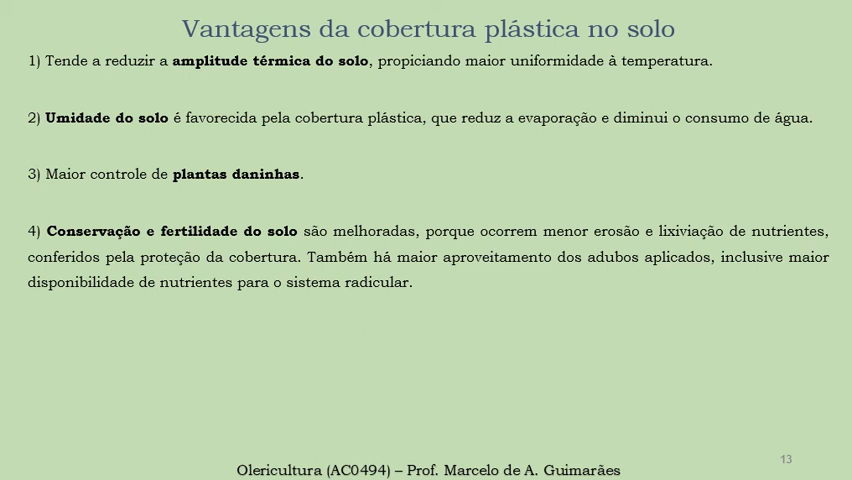 Vantagens da cobertura plástica no solo
1) Tende a reduzir a amplitude térmica do solo, propiciando maior uniformidade à temperatura.
2) Umidade do solo é favorecida pela cobertura plástica, que reduz a evaporação e diminui o consumo de água.
3) Maior controle de plantas daninhas.
4) Conservação e fertilidade do solo são melhoradas, porque ocorrem menor erosão e lixiviação de nutrientes,
conferidos pela proteção da cobertura. Também há maior aproveitamento dos adubos aplicados, inclusive maior
disponibilidade de nutrientes para o sistema radicular.
13
Olericultura (AC0494) – Prof. Marcelo de A. Guimarães